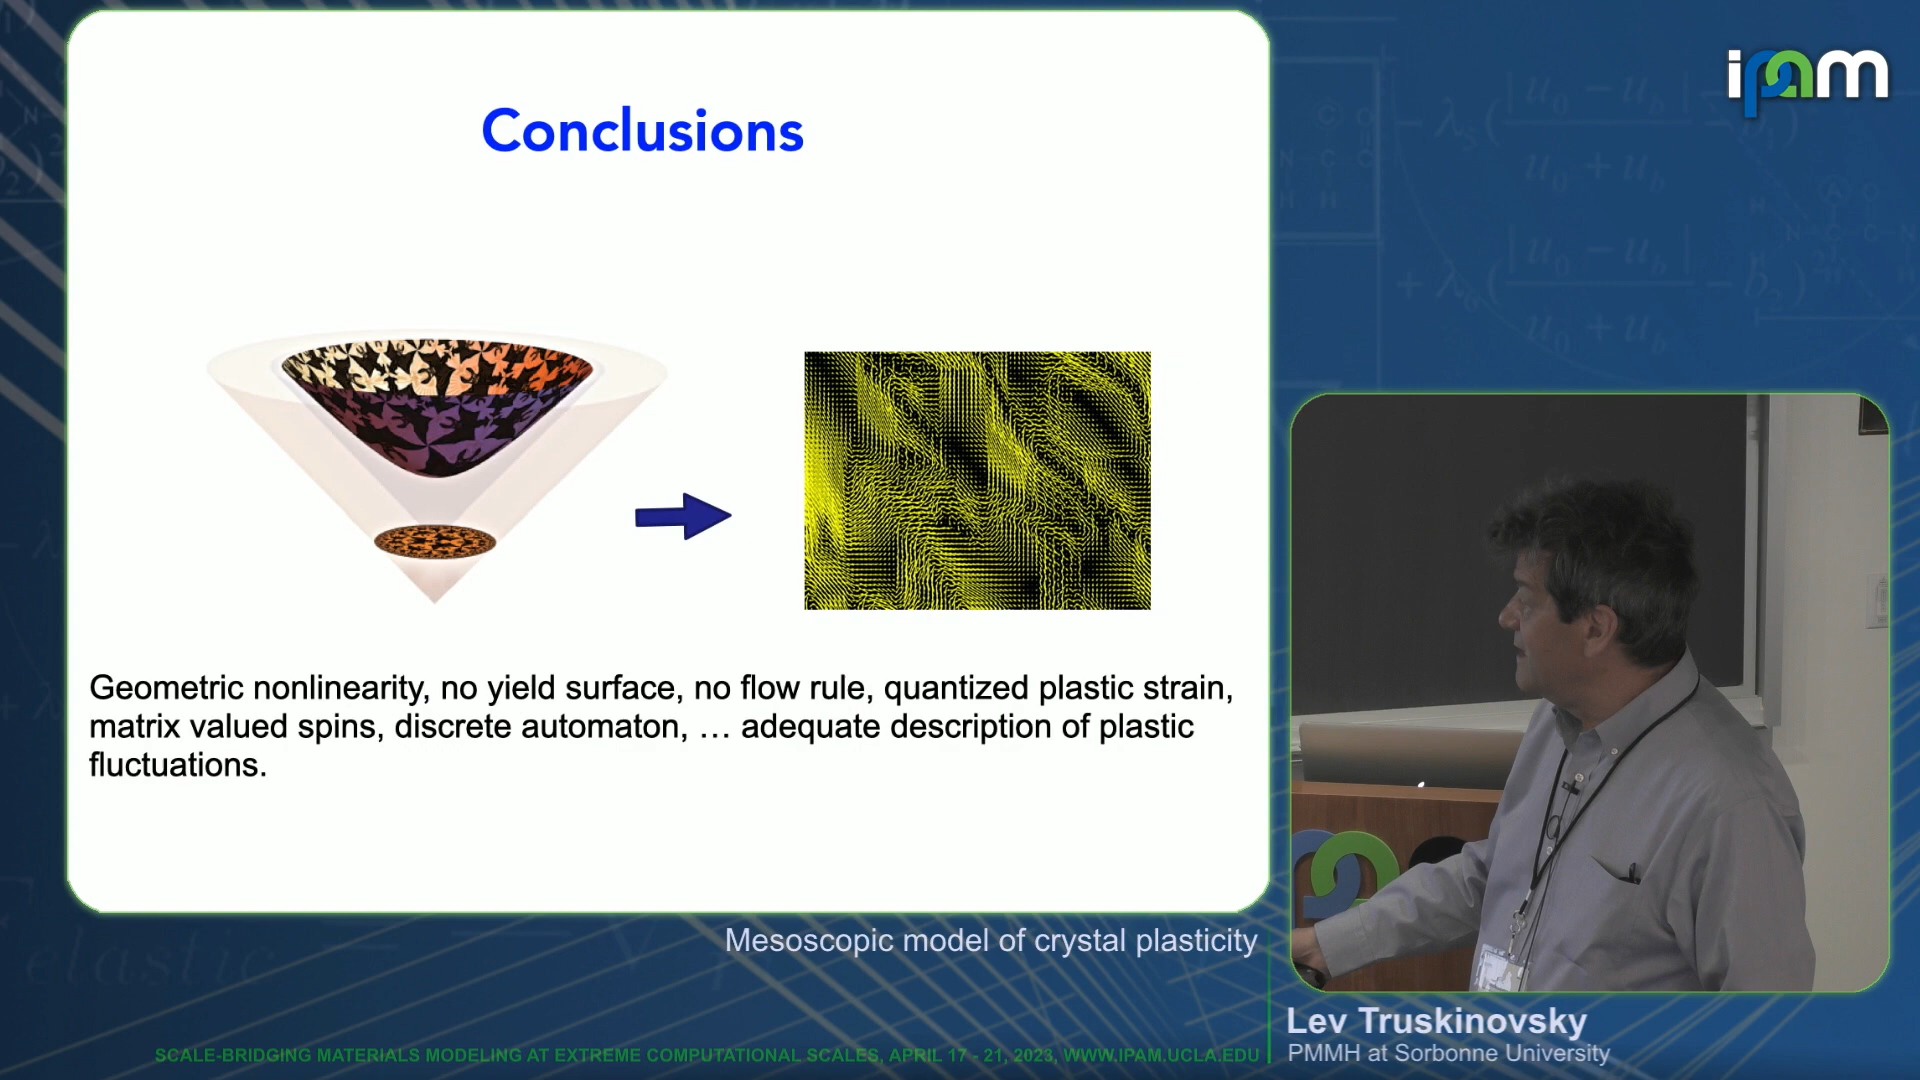 ipam
Conclusions
Geometric nonlinearity, no yield surface, no flow rule, quantized plastic strain,
matrix valued spins, discrete automaton, … adequate description of plastic
fluctuations.
Mesoscopic model of crystal plasticity
Lev Truskinovsky
PMMH at Sorbonne University
SCALE-BRIDGING MATERIALS MODELING AT EXTREME COMPUTATIONAL SCALES, APRIL 17 - 21, 2023, WWW.IPAM.UCLA.EDU
elastic